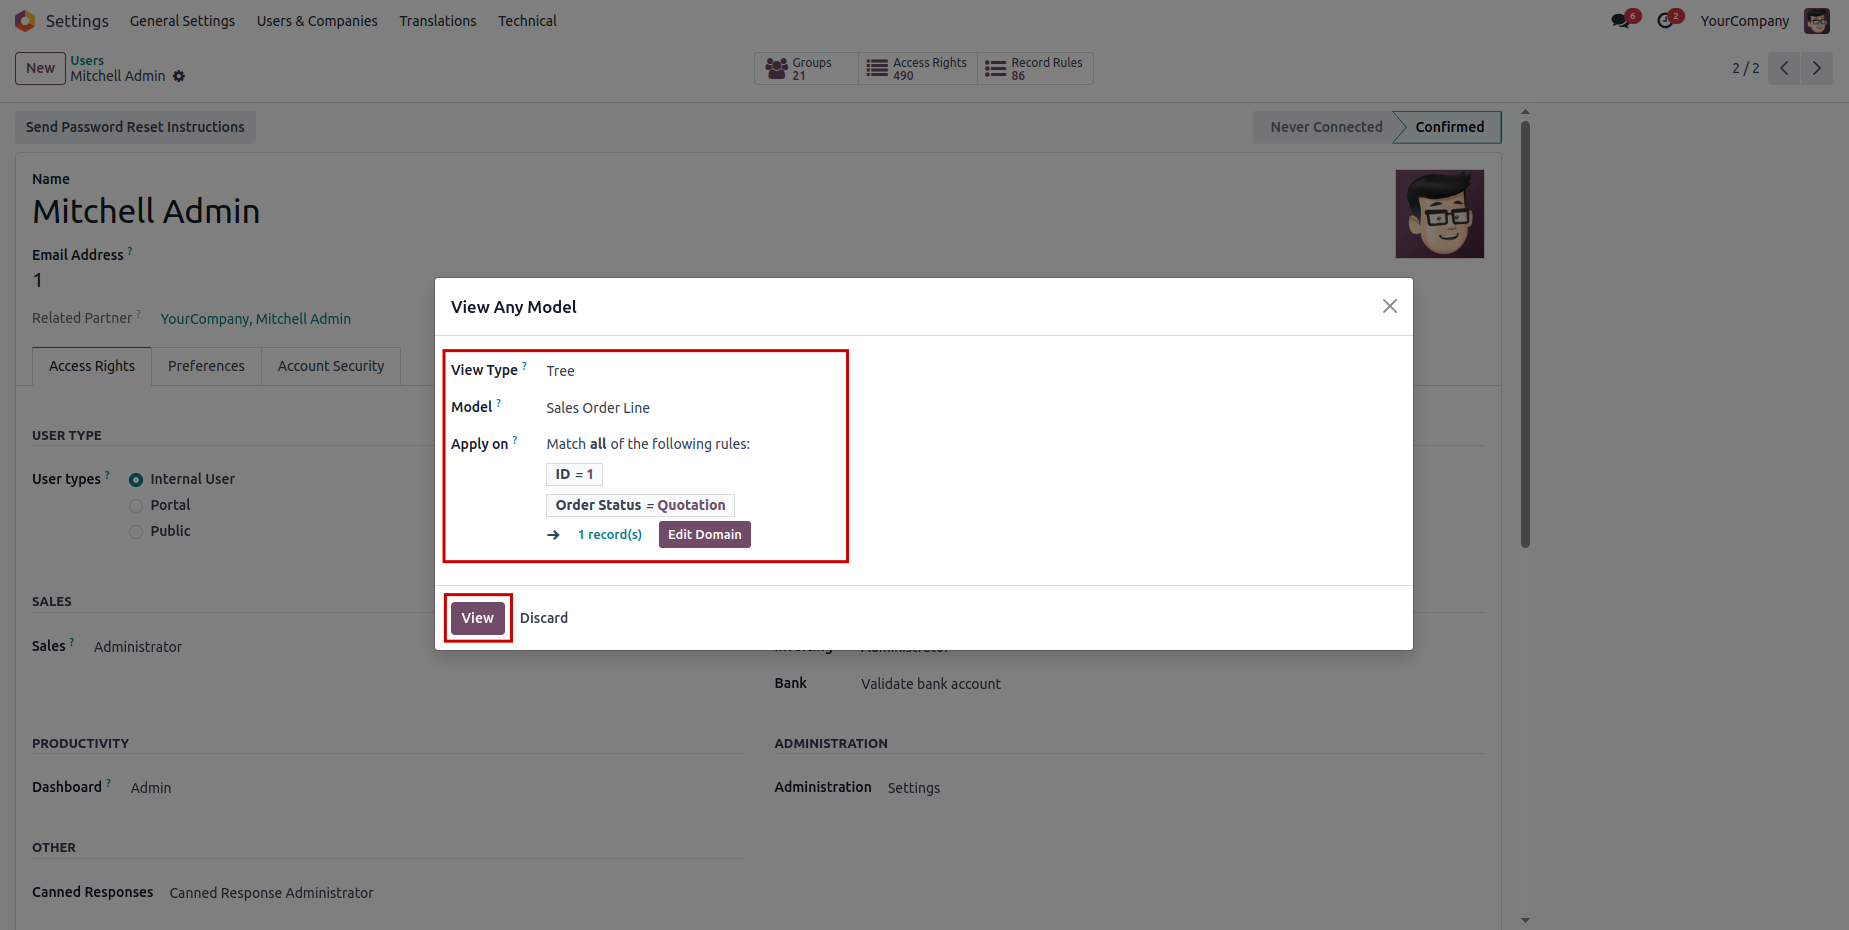 Settings General Settings Users & Companies Translations Technical 6 2 YourCompany
New Users Groups 21 Access Rights 490 Record Rules 86 2 / 2
Mitchell Admin
Send Password Reset Instructions Never Connected Confirmed
Name
Mitchell Admin
Email Address ?
1
Related Partner ? YourCompany, Mitchell Admin
Access Rights Preferences Account Security
USER TYPE
User types ? Internal User
Portal
Public
SALES
Sales ? Administrator
View Any Model
View Type ? Tree
Model ? Sales Order Line
Apply on ? Match all of the following rules:
ID = 1
Order Status = Quotation
1 record(s) Edit Domain
View Discard
Bank Validate bank account
PRODUCTIVITY ADMINISTRATION
Dashboard ? Admin Administration Settings
OTHER
Canned Responses Canned Response Administrator